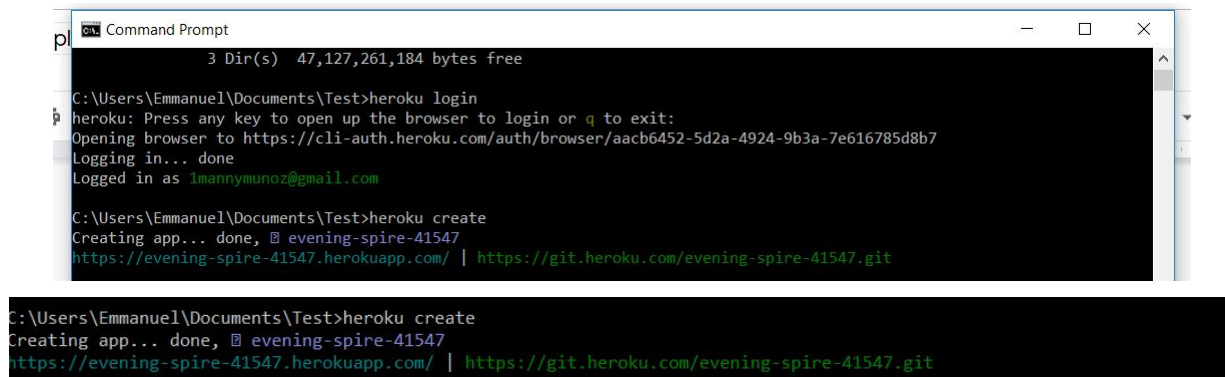 pl
Command Prompt
3 Dir(s) 47,127,261,184 bytes free
C:\Users\Emmanuel\Documents\Test>heroku login
heroku: Press any key to open up the browser to login or q to exit:
Opening browser to https://cli-auth.heroku.com/auth/browser/aacb6452-5d2a-4924-9b3a-7e616785d8b7
Logging in... done
Logged in as 1mannymunoz@gmail.com
C:\Users\Emmanuel\Documents\Test>heroku create
Creating app... done, ⍰ evening-spire-41547
https://evening-spire-41547.herokuapp.com/ | https://git.heroku.com/evening-spire-41547.git
C:\Users\Emmanuel\Documents\Test>heroku create
Creating app... done, ⍰ evening-spire-41547
https://evening-spire-41547.herokuapp.com/ | https://git.heroku.com/evening-spire-41547.git